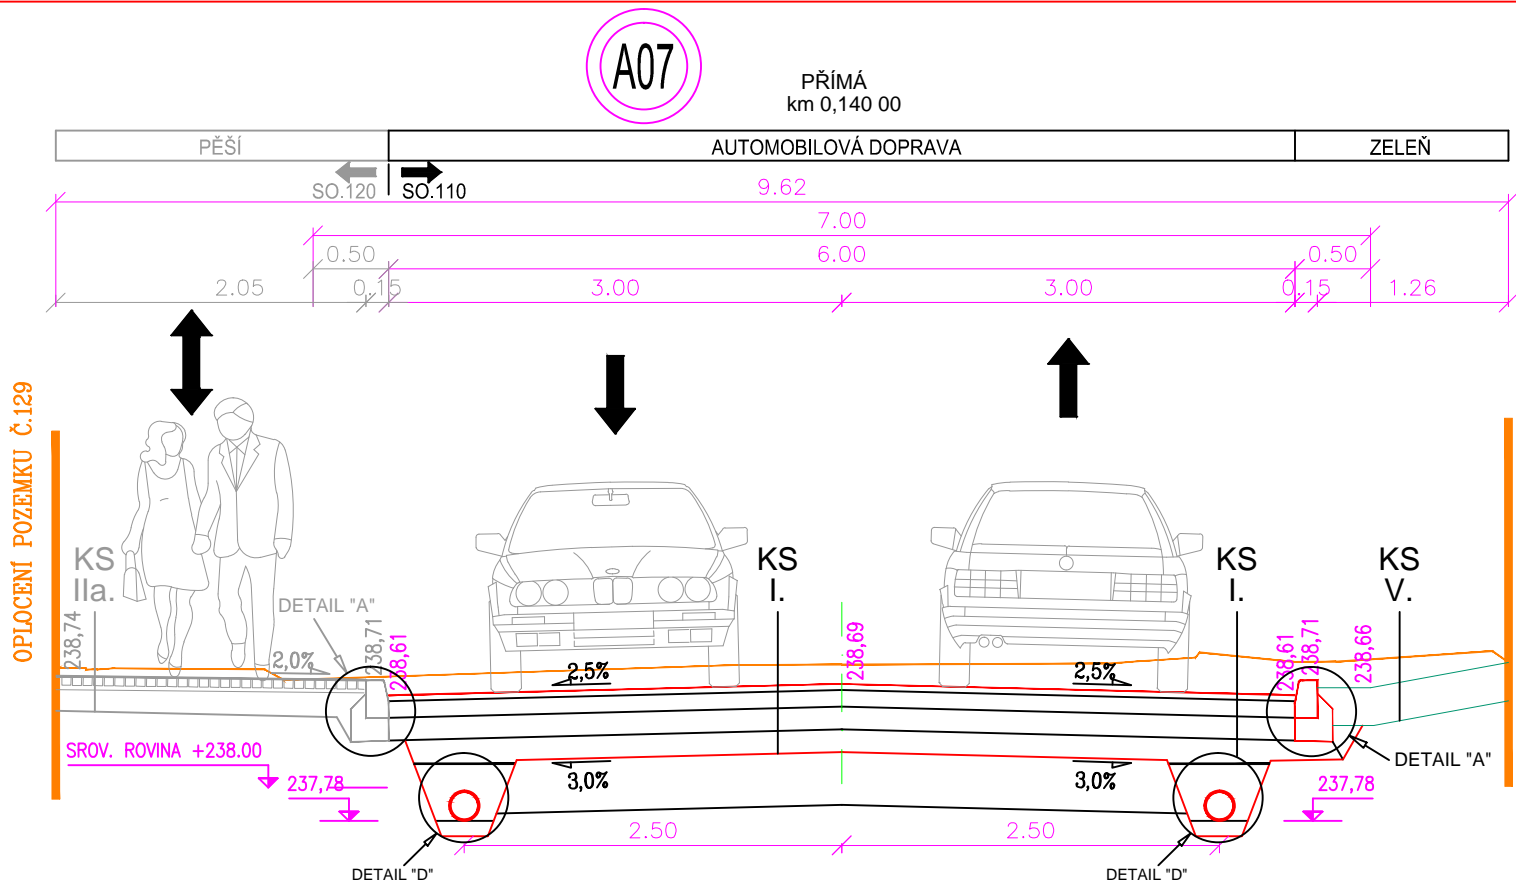 A07
PŘÍMÁ
km 0,140 00
PĚŠÍ
AUTOMOBILOVÁ DOPRAVA
ZELEŇ
SO.120
SO.110
9.62
7.00
0.50
6.00
0.50
2.05
0.15
3.00
3.00
0.15
1.26
OPLOCENÍ POZEMKU Č.129
KS
IIa.
KS
I.
KS
I.
KS
V.
DETAIL "A"
238,74
238,71
238,61
238,69
238,61
238,71
238,66
2,0%
2,5%
2,5%
SROV. ROVINA +238.00
237,78
3,0%
3,0%
DETAIL "A"
237,78
2.50
2.50
DETAIL "D"
DETAIL "D"